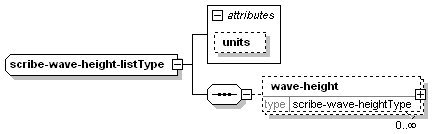 attributes
units
scribe-wave-height-listType
wave-height
type scribe-wave-heightType
0..∞